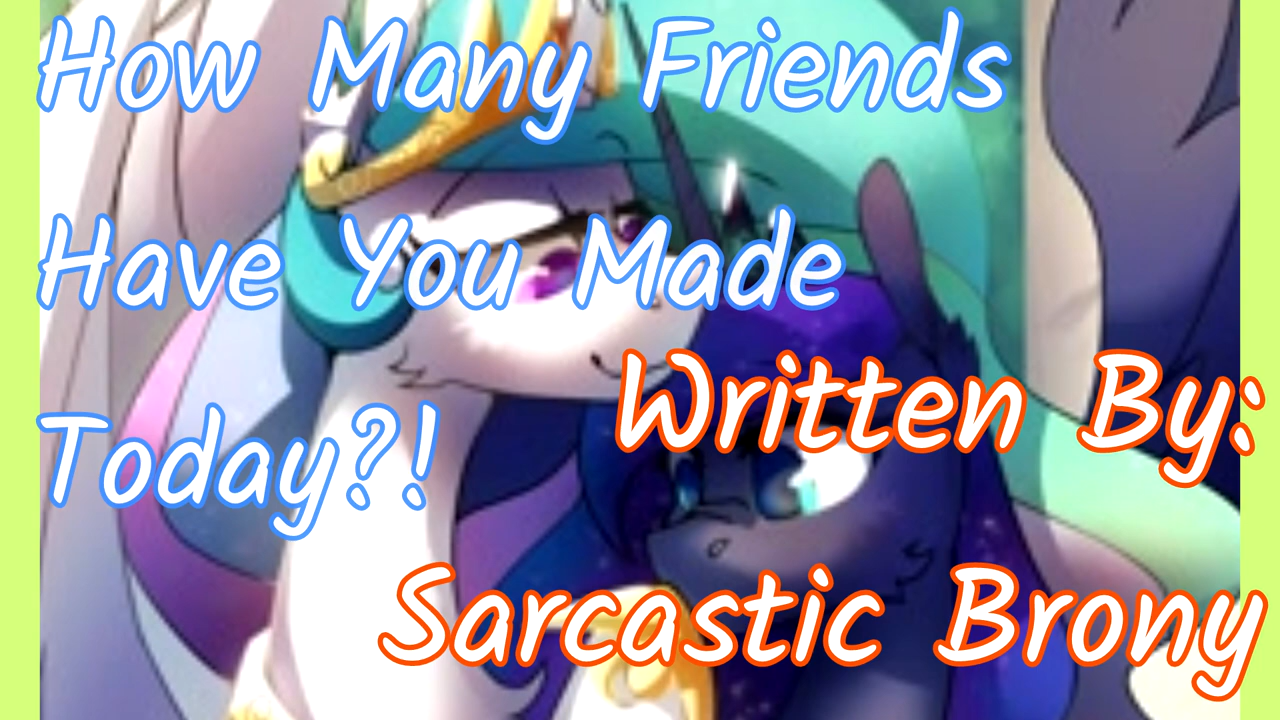 How Many Friends
Have You Made
Today?!
Written By:
Sarcastic Brony